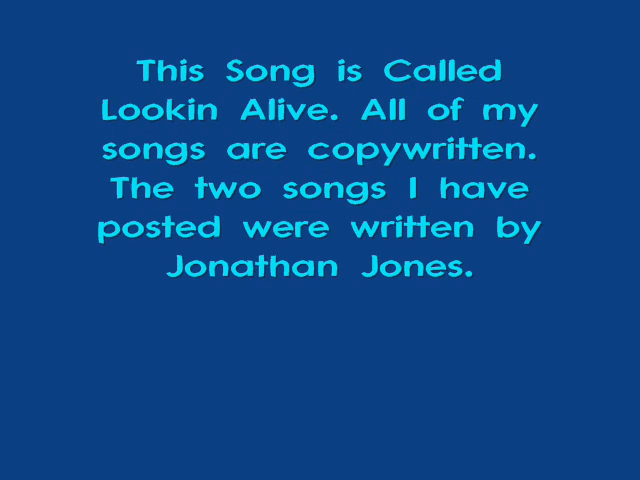 This Song is Called
Lookin Alive. All of my
songs are copywritten.
The two songs I have
posted were written by
Jonathan Jones.